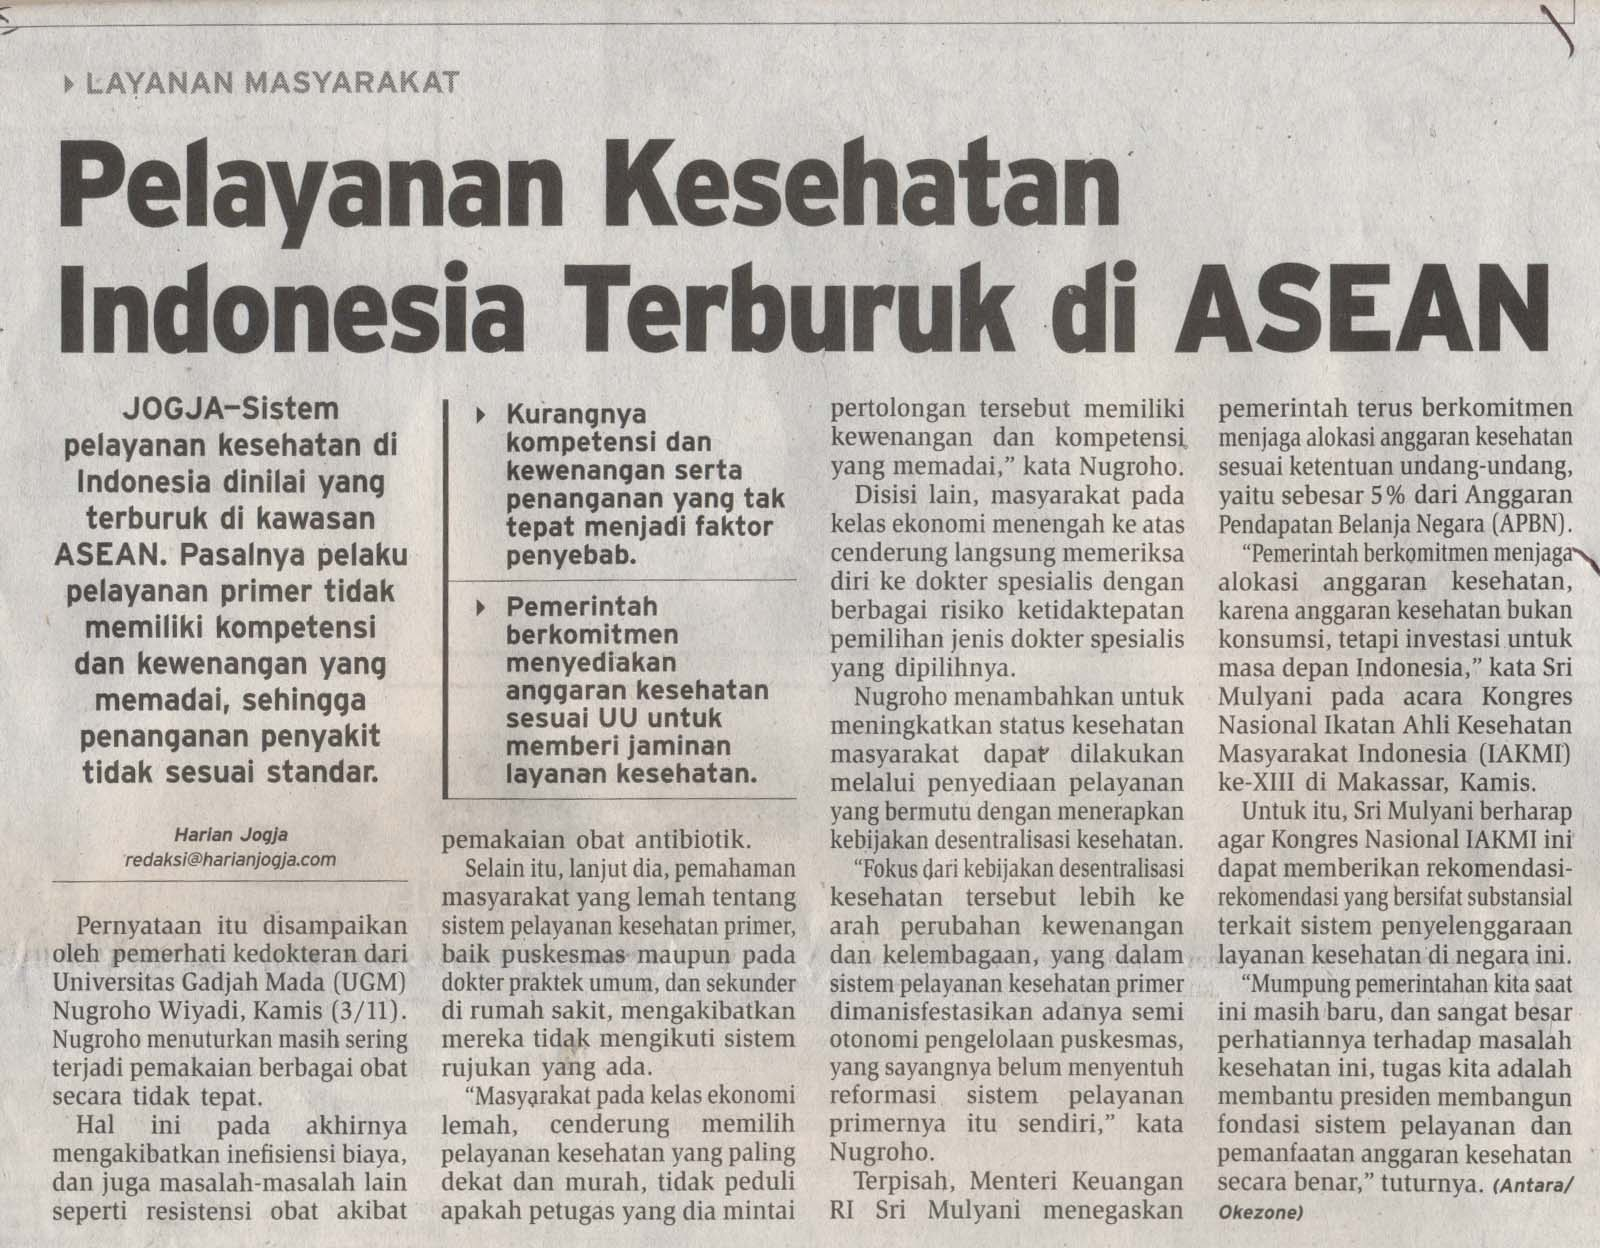 LAYANAN MASYARAKAT
Pelayanan Kesehatan
Indonesia Terburuk di ASEAN
JOGJA—Sistem
pelayanan kesehatan di
Indonesia dinilai yang
terburuk di kawasan
ASEAN. Pasalnya pelaku
pelayanan primer tidak
memiliki kompetensi
dan kewenangan yang
memadai, sehingga
penanganan penyakit
tidak sesuai standar.
Harian Jogja
redaksi@harianjogja.com
Pernyataan itu disampaikan
oleh pemerhati kedokteran dari
Universitas Gadjah Mada (UGM)
Nugroho Wiyadi, Kamis (3/11).
Nugroho menuturkan masih sering
terjadi pemakaian berbagai obat
secara tidak tepat.
Hal ini pada akhirnya
mengakibatkan inefisiensi biaya,
dan juga masalah-masalah lain
seperti resistensi obat akibat
Kurangnya
kompetensi dan
kewenangan serta
penanganan yang tak
tepat menjadi faktor
penyebab.
Pemerintah
berkomitmen
menyediakan
anggaran kesehatan
sesuai UU untuk
memberi jaminan
layanan kesehatan.
pemakaian obat antibiotik.
Selain itu, lanjut dia, pemahaman
masyarakat yang lemah tentang
sistem pelayanan kesehatan primer,
baik puskesmas maupun pada
dokter praktek umum, dan sekunder
di rumah sakit, mengakibatkan
mereka tidak mengikuti sistem
rujukan yang ada.
“Masyarakat pada kelas ekonomi
lemah, cenderung memilih
pelayanan kesehatan yang paling
dekat dan murah, tidak peduli
apakah petugas yang dia mintai
pertolongan tersebut memiliki
kewenangan dan kompetensi
yang memadai,” kata Nugroho.
Disisi lain, masyarakat pada
kelas ekonomi menengah ke atas
cenderung langsung memeriksa
diri ke dokter spesialis dengan
berbagai risiko ketidaktepatan
pemilihan jenis dokter spesialis
yang dipilihnya.
Nugroho menambahkan untuk
meningkatkan status kesehatan
masyarakat dapat dilakukan
melalui penyediaan pelayanan
yang bermutu dengan menerapkan
kebijakan desentralisasi kesehatan.
“Fokus dari kebijakan desentralisasi
kesehatan tersebut lebih ke
arah perubahan kewenangan
dan kelembagaan, yang dalam
sistem pelayanan kesehatan primer
dimanisfestasikan adanya semi
otonomi pengelolaan puskesmas,
yang sayangnya belum menyentuh
reformasi sistem pelayanan
primernya itu sendiri,” kata
Nugroho.
Terpisah, Menteri Keuangan
RI Sri Mulyani menegaskan
pemerintah terus berkomitmen
menjaga alokasi anggaran kesehatan
sesuai ketentuan undang-undang,
yaitu sebesar 5% dari Anggaran
Pendapatan Belanja Negara (APBN).
“Pemerintah berkomitmen menjaga
alokasi anggaran kesehatan,
karena anggaran kesehatan bukan
konsumsi, tetapi investasi untuk
masa depan Indonesia,” kata Sri
Mulyani pada acara Kongres
Nasional Ikatan Ahli Kesehatan
Masyarakat Indonesia (IAKMI)
ke-XIII di Makassar, Kamis.
Untuk itu, Sri Mulyani berharap
agar Kongres Nasional IAKMI ini
dapat memberikan rekomendasi-
rekomendasi yang bersifat substansial
terkait sistem penyelenggaraan
layanan kesehatan di negara ini.
“Mumpung pemerintahan kita saat
ini masih baru, dan sangat besar
perhatiannya terhadap masalah
kesehatan ini, tugas kita adalah
membantu presiden membangun
fondasi sistem pelayanan dan
pemanfaatan anggaran kesehatan
secara benar,” tuturnya. (Antara/
Okezone)